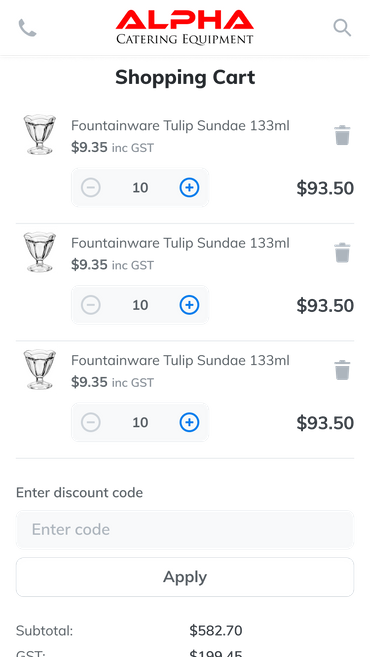 ALPHA
CATERING EQUIPMENT
Shopping Cart
Fountainware Tulip Sundae 133ml
$9.35 inc GST
10
$93.50
Fountainware Tulip Sundae 133ml
$9.35 inc GST
10
$93.50
Fountainware Tulip Sundae 133ml
$9.35 inc GST
10
$93.50
Enter discount code
Enter code
Apply
Subtotal: $582.70
GST: $199.45